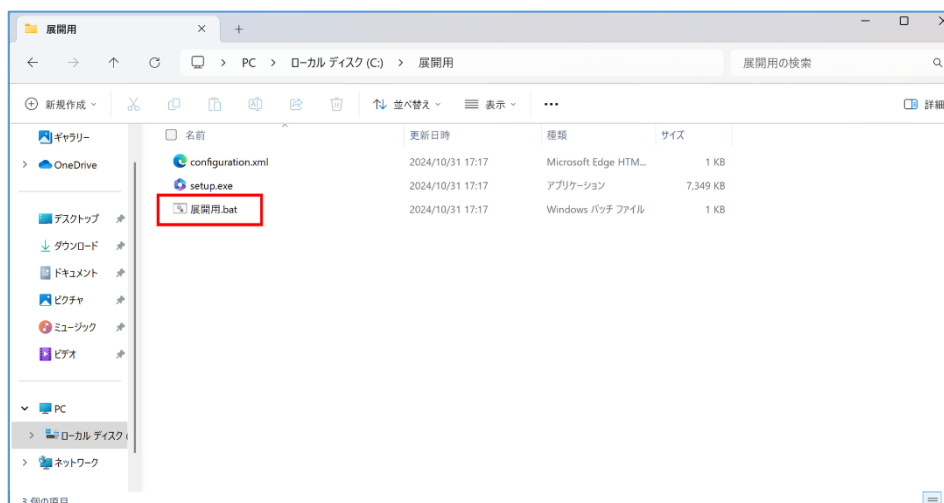 展開用
PC > ローカル ディスク (C:) > 展開用
展開用の検索
新規作成
並べ替え
表示
詳細
ギャラリー
名前 更新日時 種類 サイズ
OneDrive
configuration.xml 2024/10/31 17:17 Microsoft Edge HTM... 1 KB
setup.exe 2024/10/31 17:17 アプリケーション 7,349 KB
展開用.bat 2024/10/31 17:17 Windows バッチ ファイル 1 KB
デスクトップ
ダウンロード
ドキュメント
ピクチャ
ミュージック
ビデオ
PC
ローカル ディスク (
ネットワーク
3 個の項目